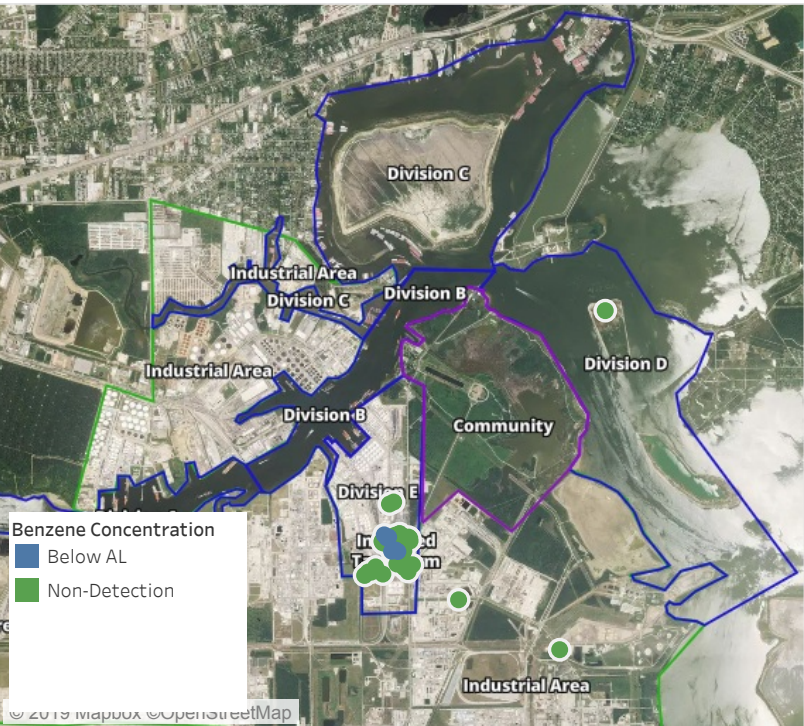 Division C
Industrial Area
Division C
Division B
Division D
Industrial Area
Division B
Community
Division E
Benzene Concentration
Below AL
Non-Detection
Industrial Area
© 2019 Mapbox ©OpenStreetMap